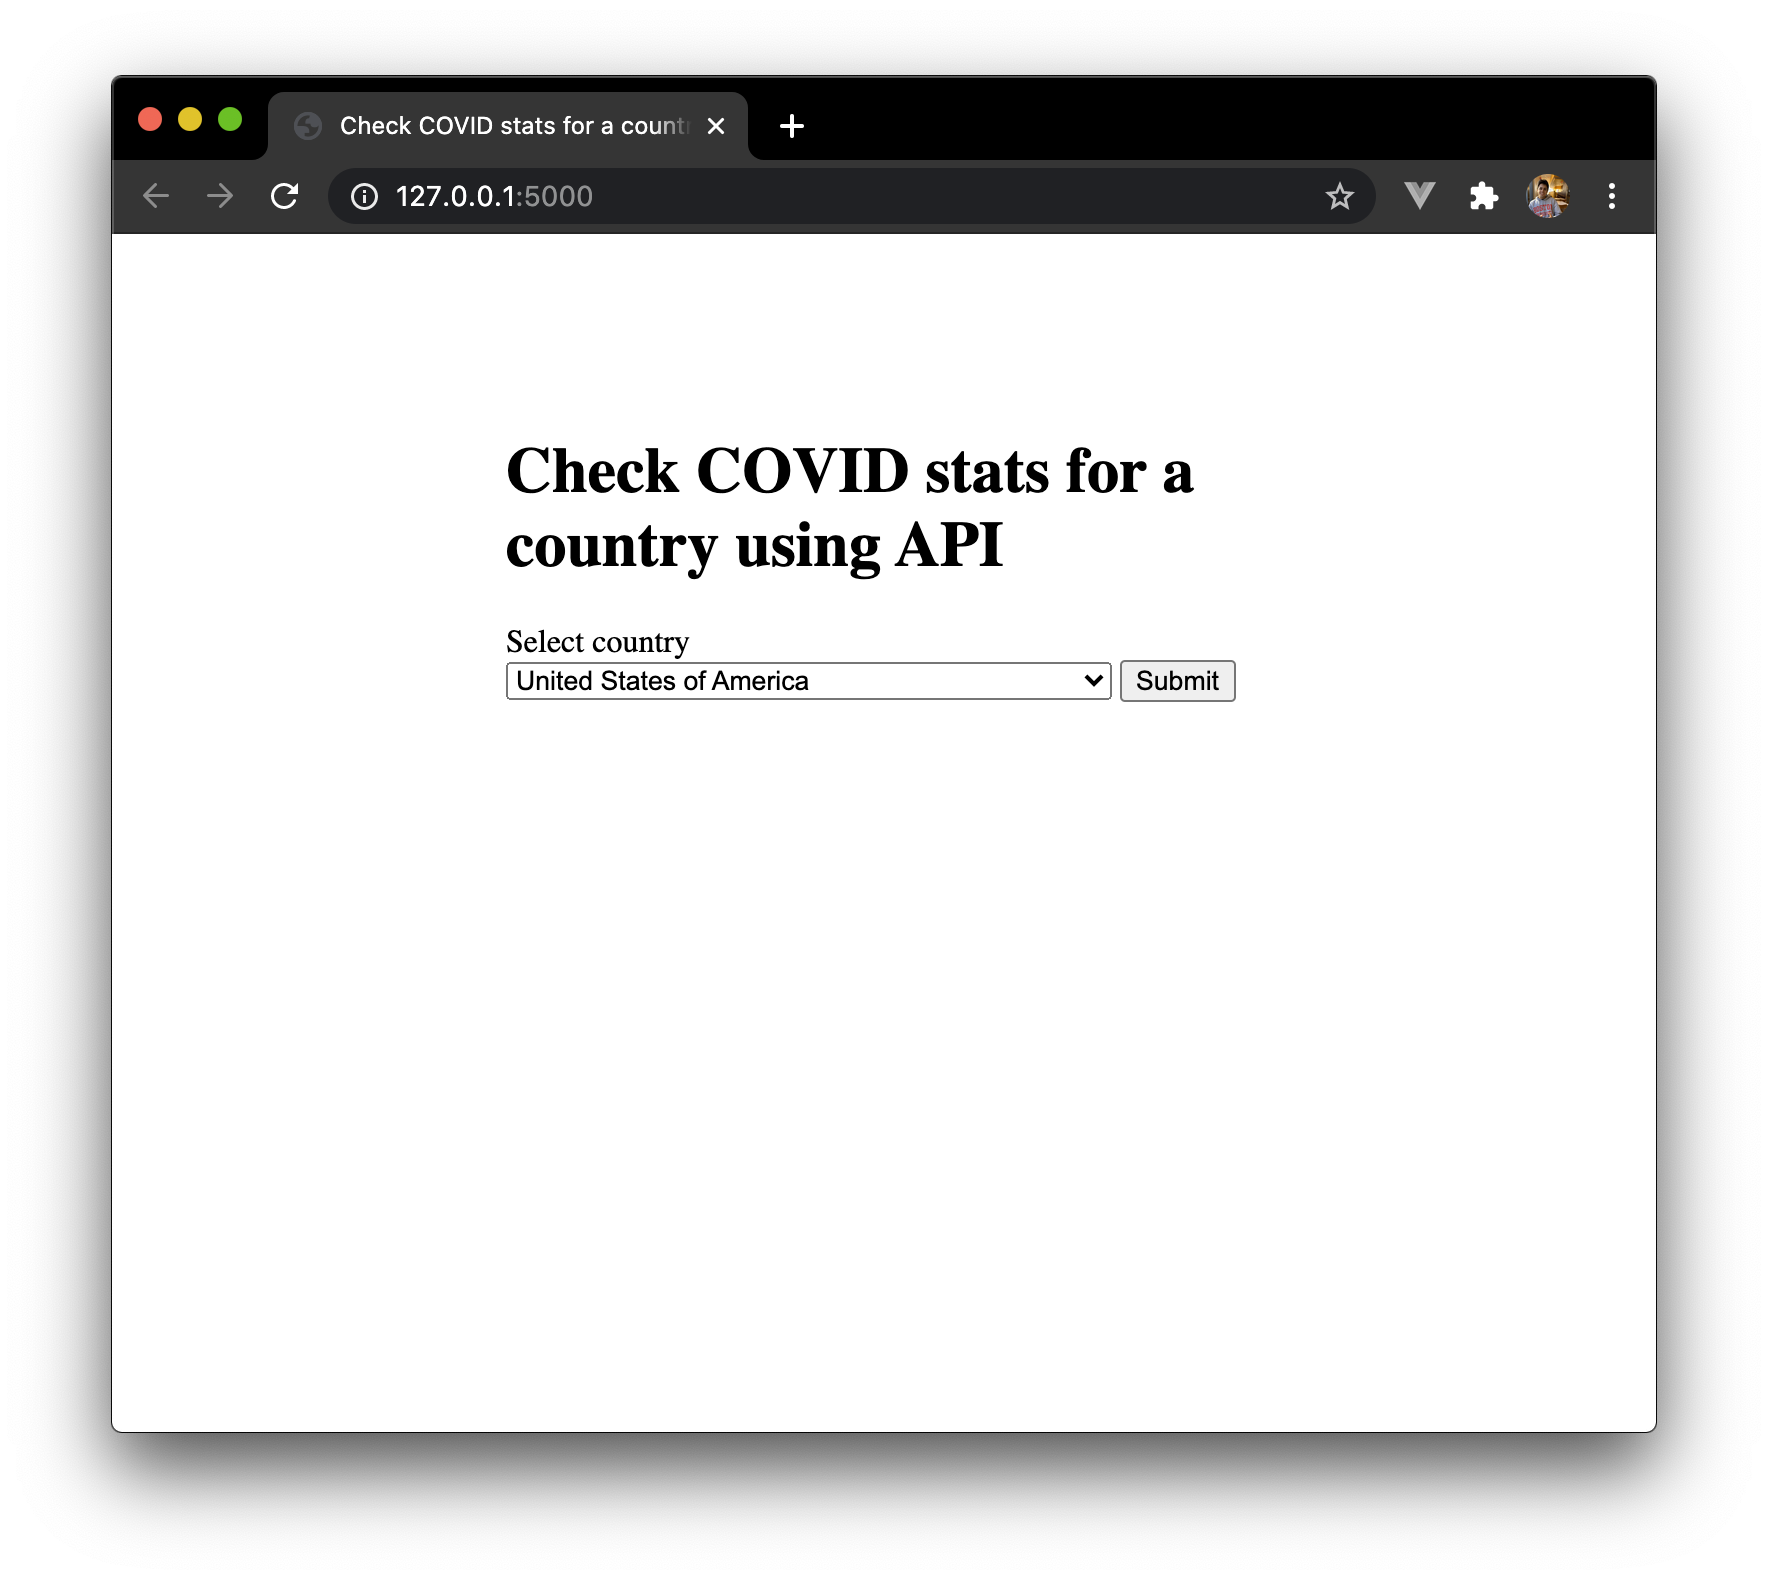 Check COVID stats for a countr
127.0.0.1:5000
Check COVID stats for a
country using API
Select country
United States of America Submit